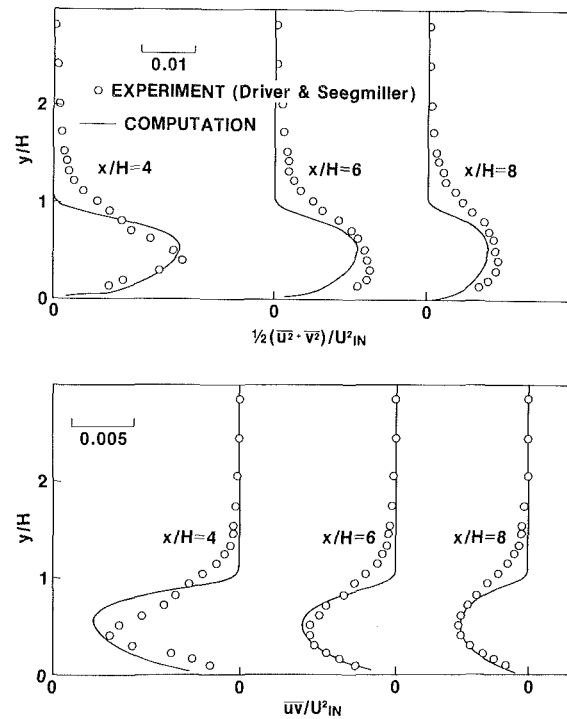 0.01
○ EXPERIMENT (Driver & Seegmiller)
— COMPUTATION
2
y/H
x/H=4
x/H=6
x/H=8
1
0
0
0
0
½(u² + v²)/U²IN
0.005
2
y/H
x/H=4
x/H=6
x/H=8
1
0
0
0
0
uv/U²IN